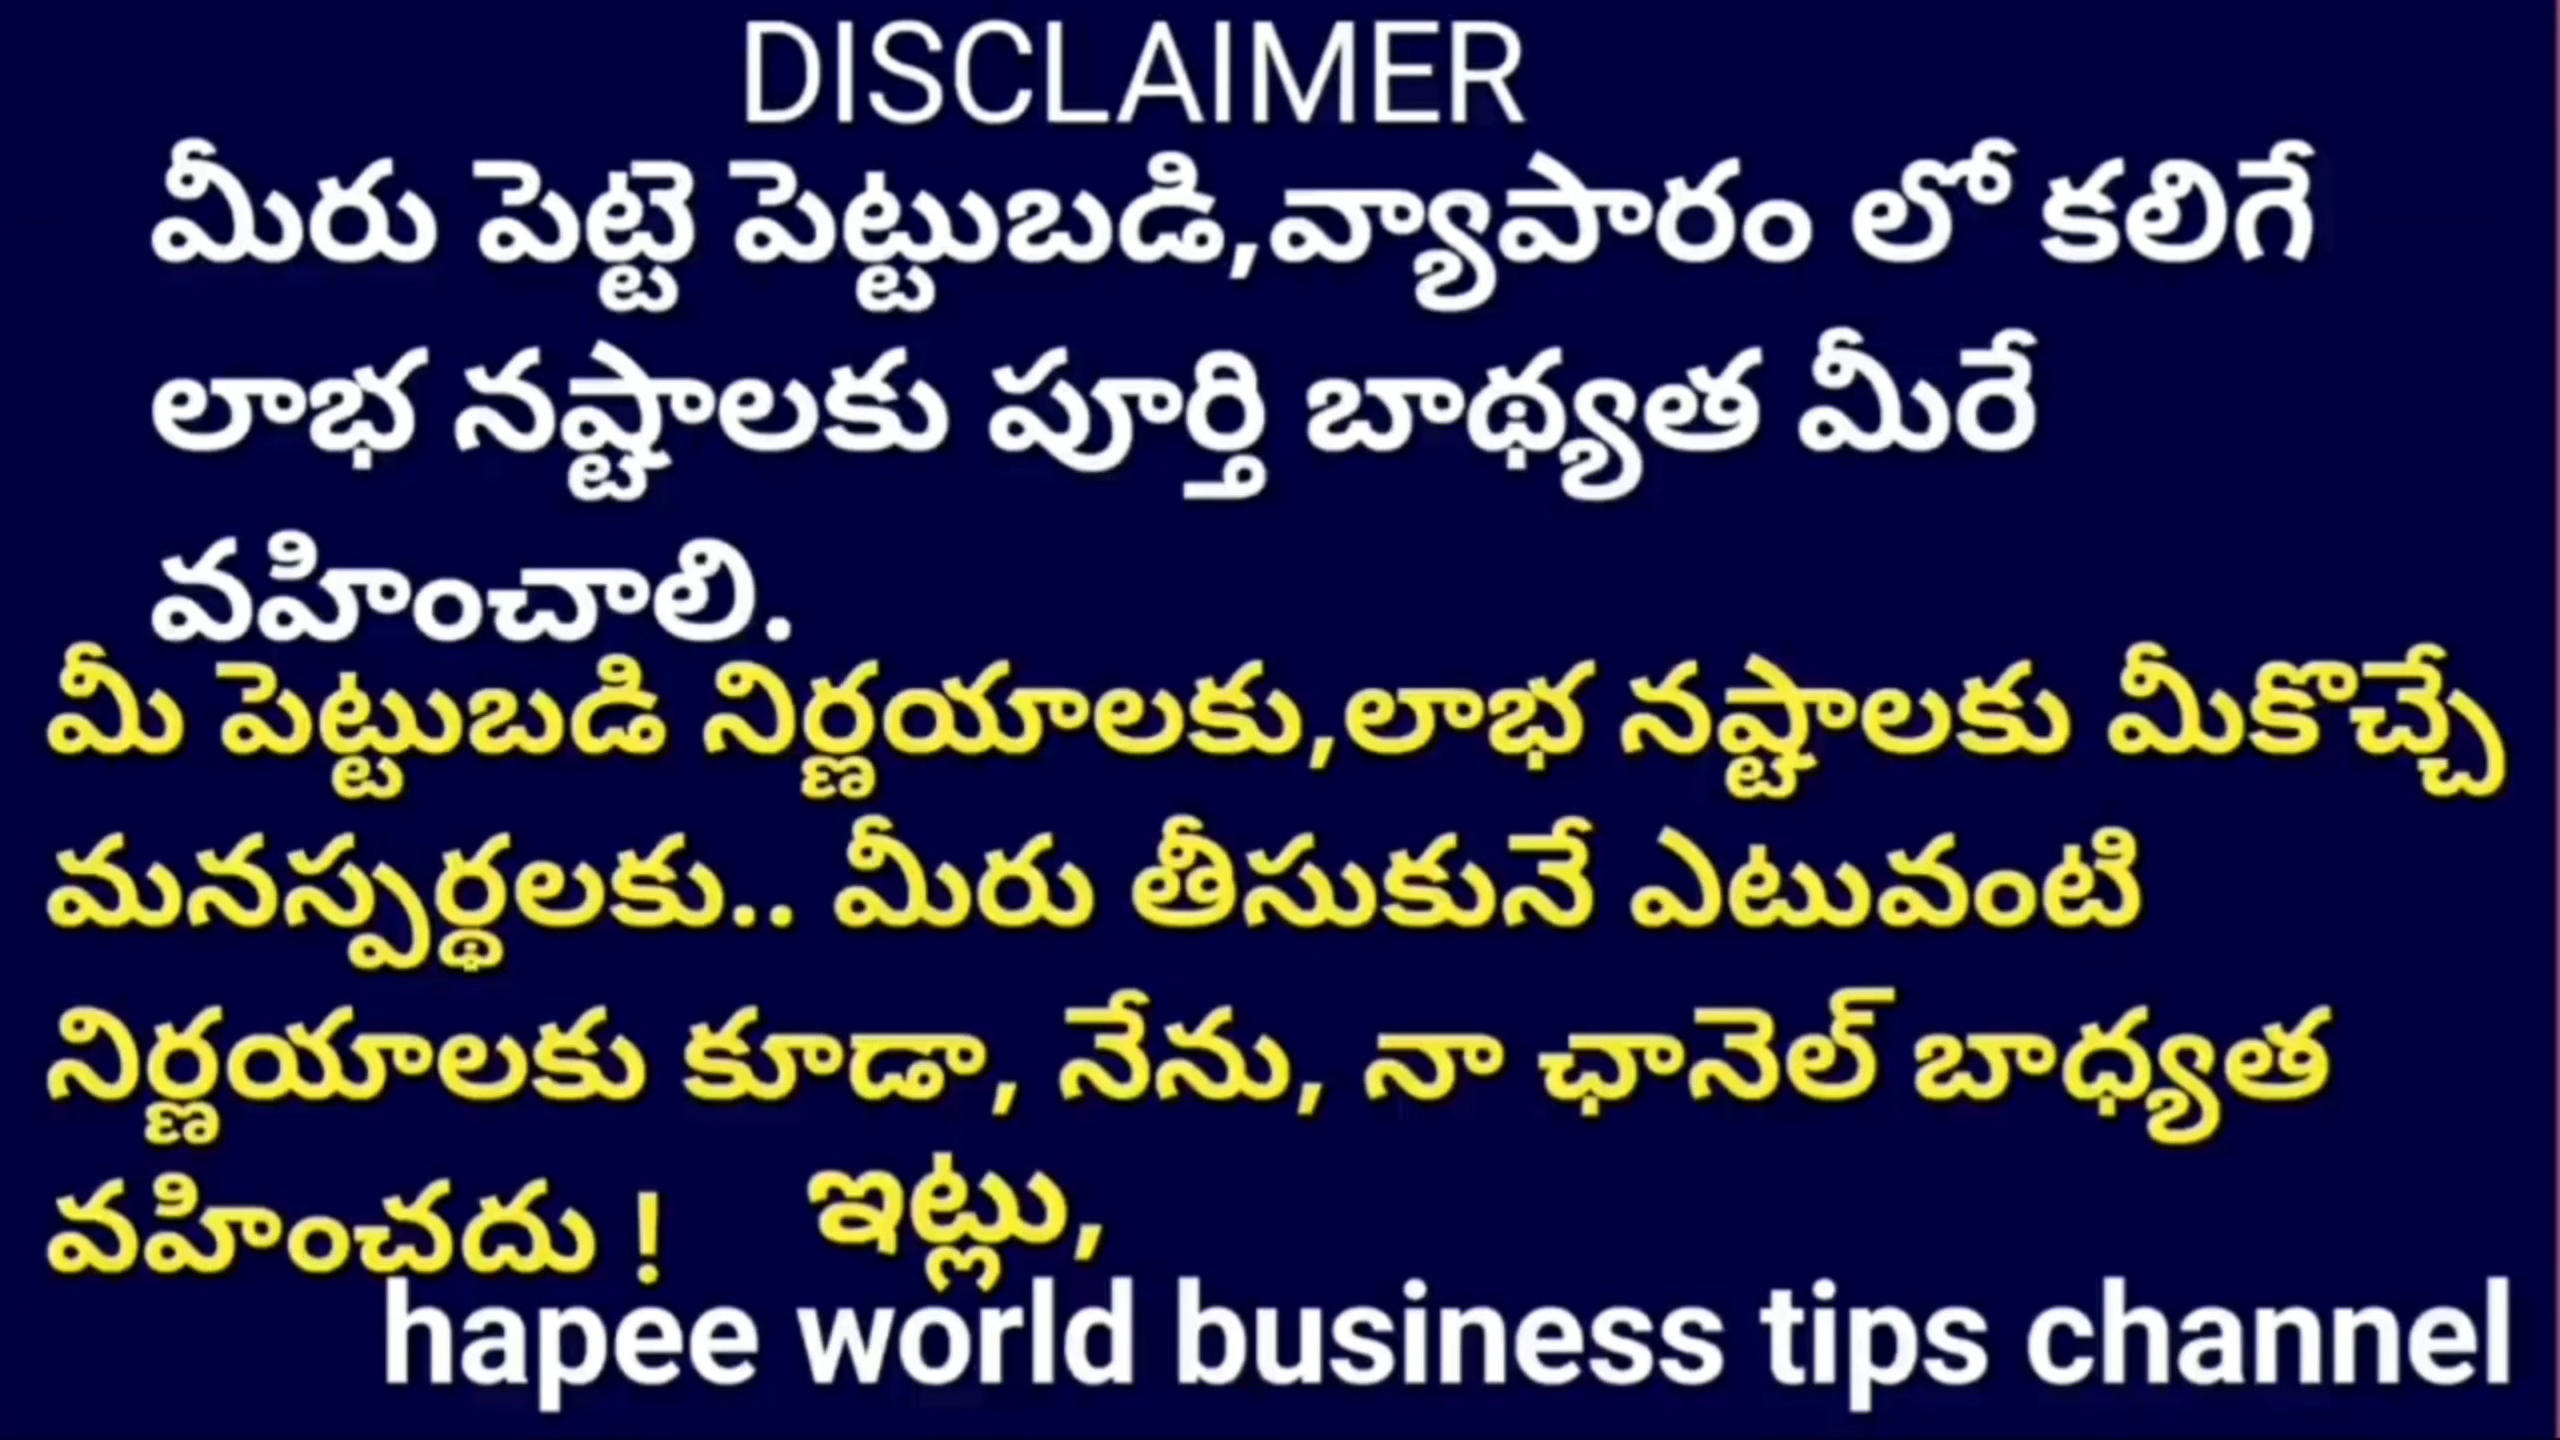 DISCLAIMER
మీరు పెట్టె పెట్టుబడి,వ్యాపారం లో కలిగే
లాభ నష్టాలకు పూర్తి బాథ్యత మీరే
వహించాలి.
మీ పెట్టుబడి నిర్ణయాలకు,లాభ నష్టాలకు మీకొచ్చే
మనస్పర్థలకు.. మీరు తీసుకునే ఎటువంటి
నిర్ణయాలకు కూడా, నేను, నా ఛానెల్ బాధ్యత
వహించదు ! ఇట్లు,
hapee world business tips channel